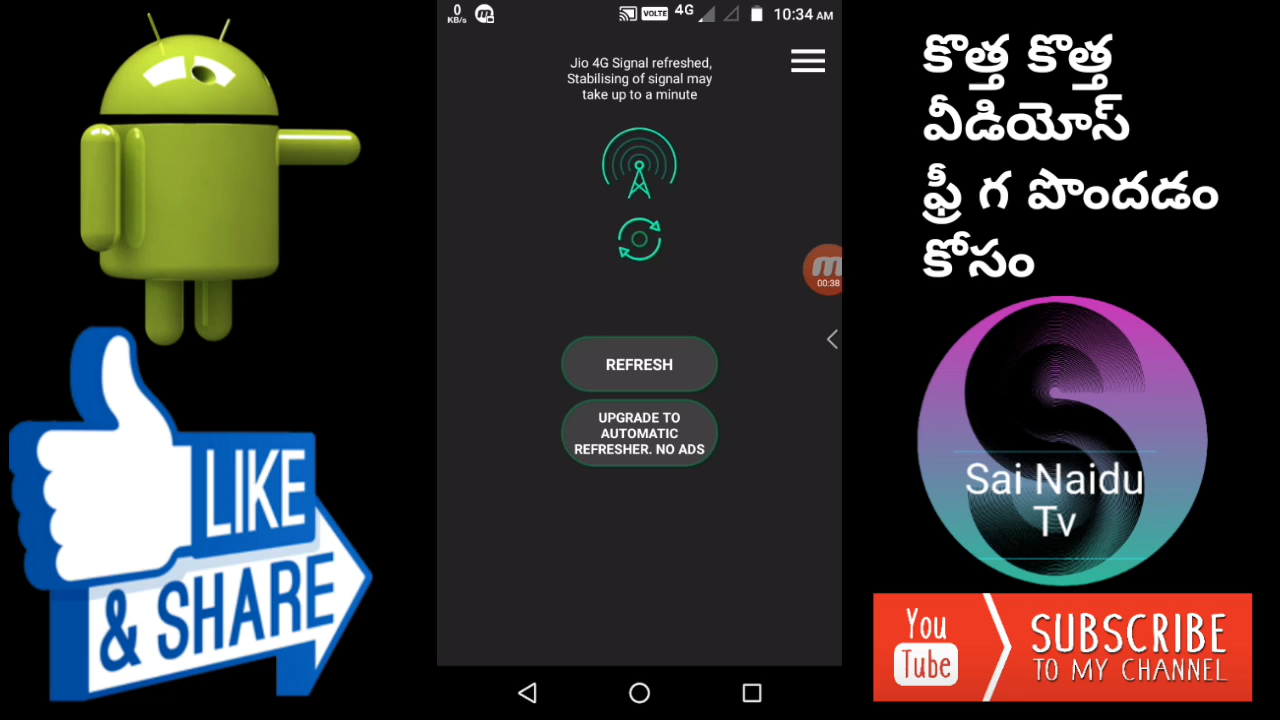 0
KB/s
VOLTE
4G
10:34 AM
Jio 4G Signal refreshed,
Stabilising of signal may
take up to a minute
00:38
REFRESH
UPGRADE TO
AUTOMATIC
REFRESHER. NO ADS
LIKE
& SHARE
కొత్త కొత్త
వీడియోస్
ఫ్రీ గ పొందడం
కోసం
Sai Naidu
Tv
You
Tube
SUBSCRIBE
TO MY CHANNEL